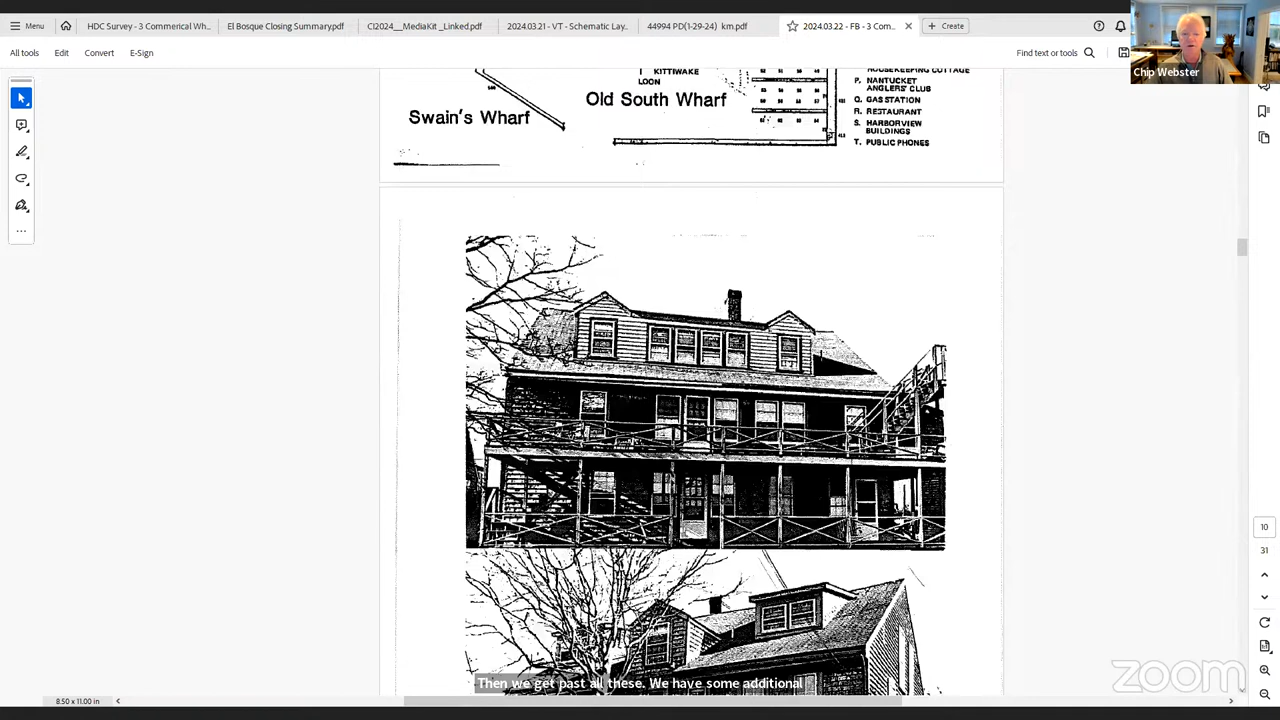 Menu
HDC Survey - 3 Commerical Wh...
El Bosque Closing Summary.pdf
CI2024__MediaKit_Linked.pdf
2024.03.21 - VT - Schematic Lay...
44994 PD(1-29-24) km.pdf
2024.03.22 - FB - 3 Com...
Create
All tools
Edit
Convert
E-Sign
Find text or tools
Chip Webster
KITTIWAKE
LOON
Old South Wharf
Swain's Wharf
HOUSEKEEPING COTTAGE
P. NANTUCKET
ANGLERS' CLUB
Q. GAS STATION
R. RESTAURANT
S. HARBORVIEW
BUILDINGS
T. PUBLIC PHONES
10
31
Then we get past all these. We have some additional
zoom
8.50 x 11.00 in